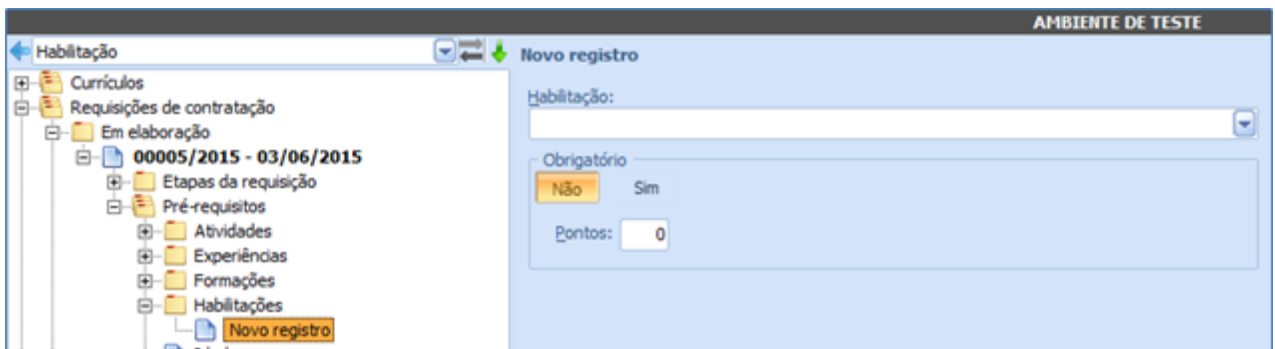 AMBIENTE DE TESTE
Habilitação
Currículos
Requisições de contratação
Em elaboração
00005/2015 - 03/06/2015
Etapas da requisição
Pré-requisitos
Atividades
Experiências
Formações
Habilitações
Novo registro
Novo registro
Habilitação:
Obrigatório
Não Sim
Pontos: 0